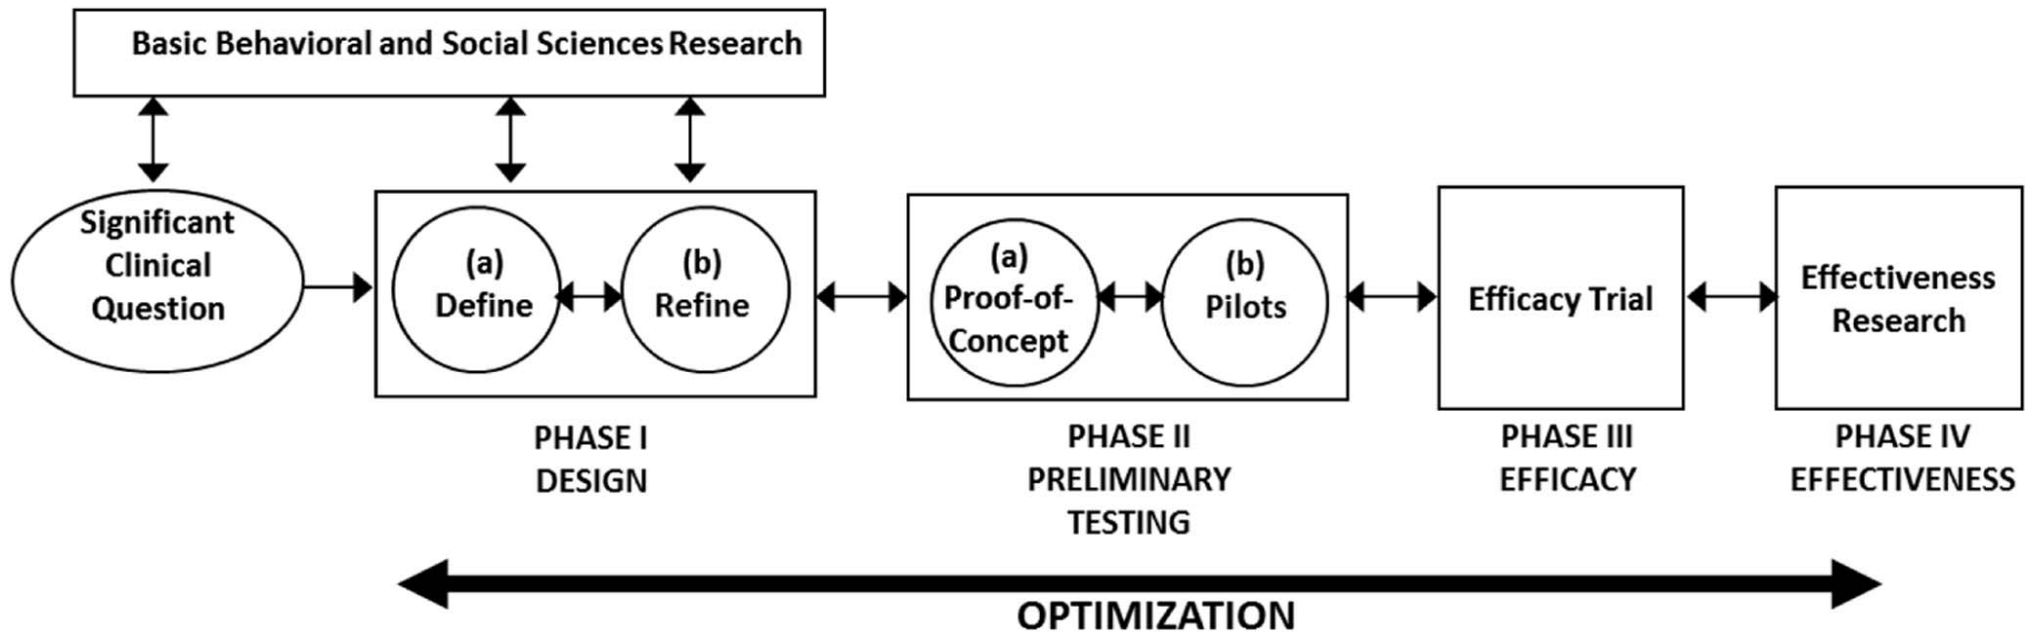 Basic Behavioral and Social Sciences Research
Significant
Clinical
Question
(a)
Define
(b)
Refine
(a)
Proof-of-
Concept
(b)
Pilots
Efficacy Trial
Effectiveness
Research
PHASE I
DESIGN
PHASE II
PRELIMINARY
TESTING
PHASE III
EFFICACY
PHASE IV
EFFECTIVENESS
OPTIMIZATION